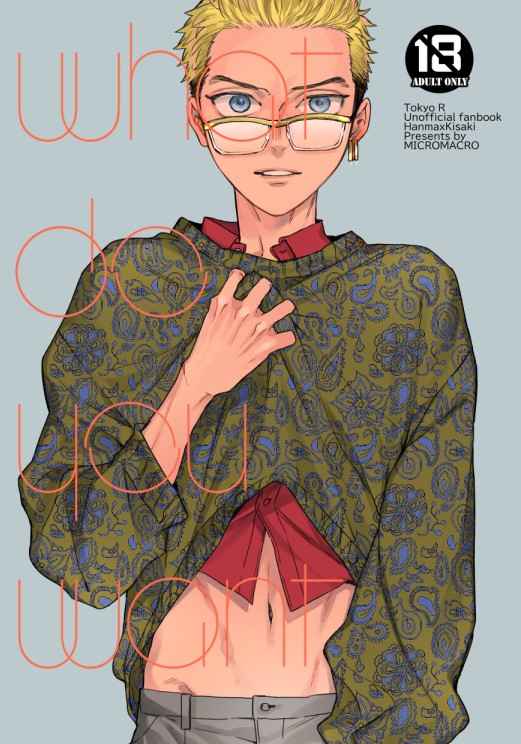 what
do
you
want
18
ADULT ONLY
Tokyo R
Unofficial fanbook
HanmaxKisaki
Presents by
MICROMACRO